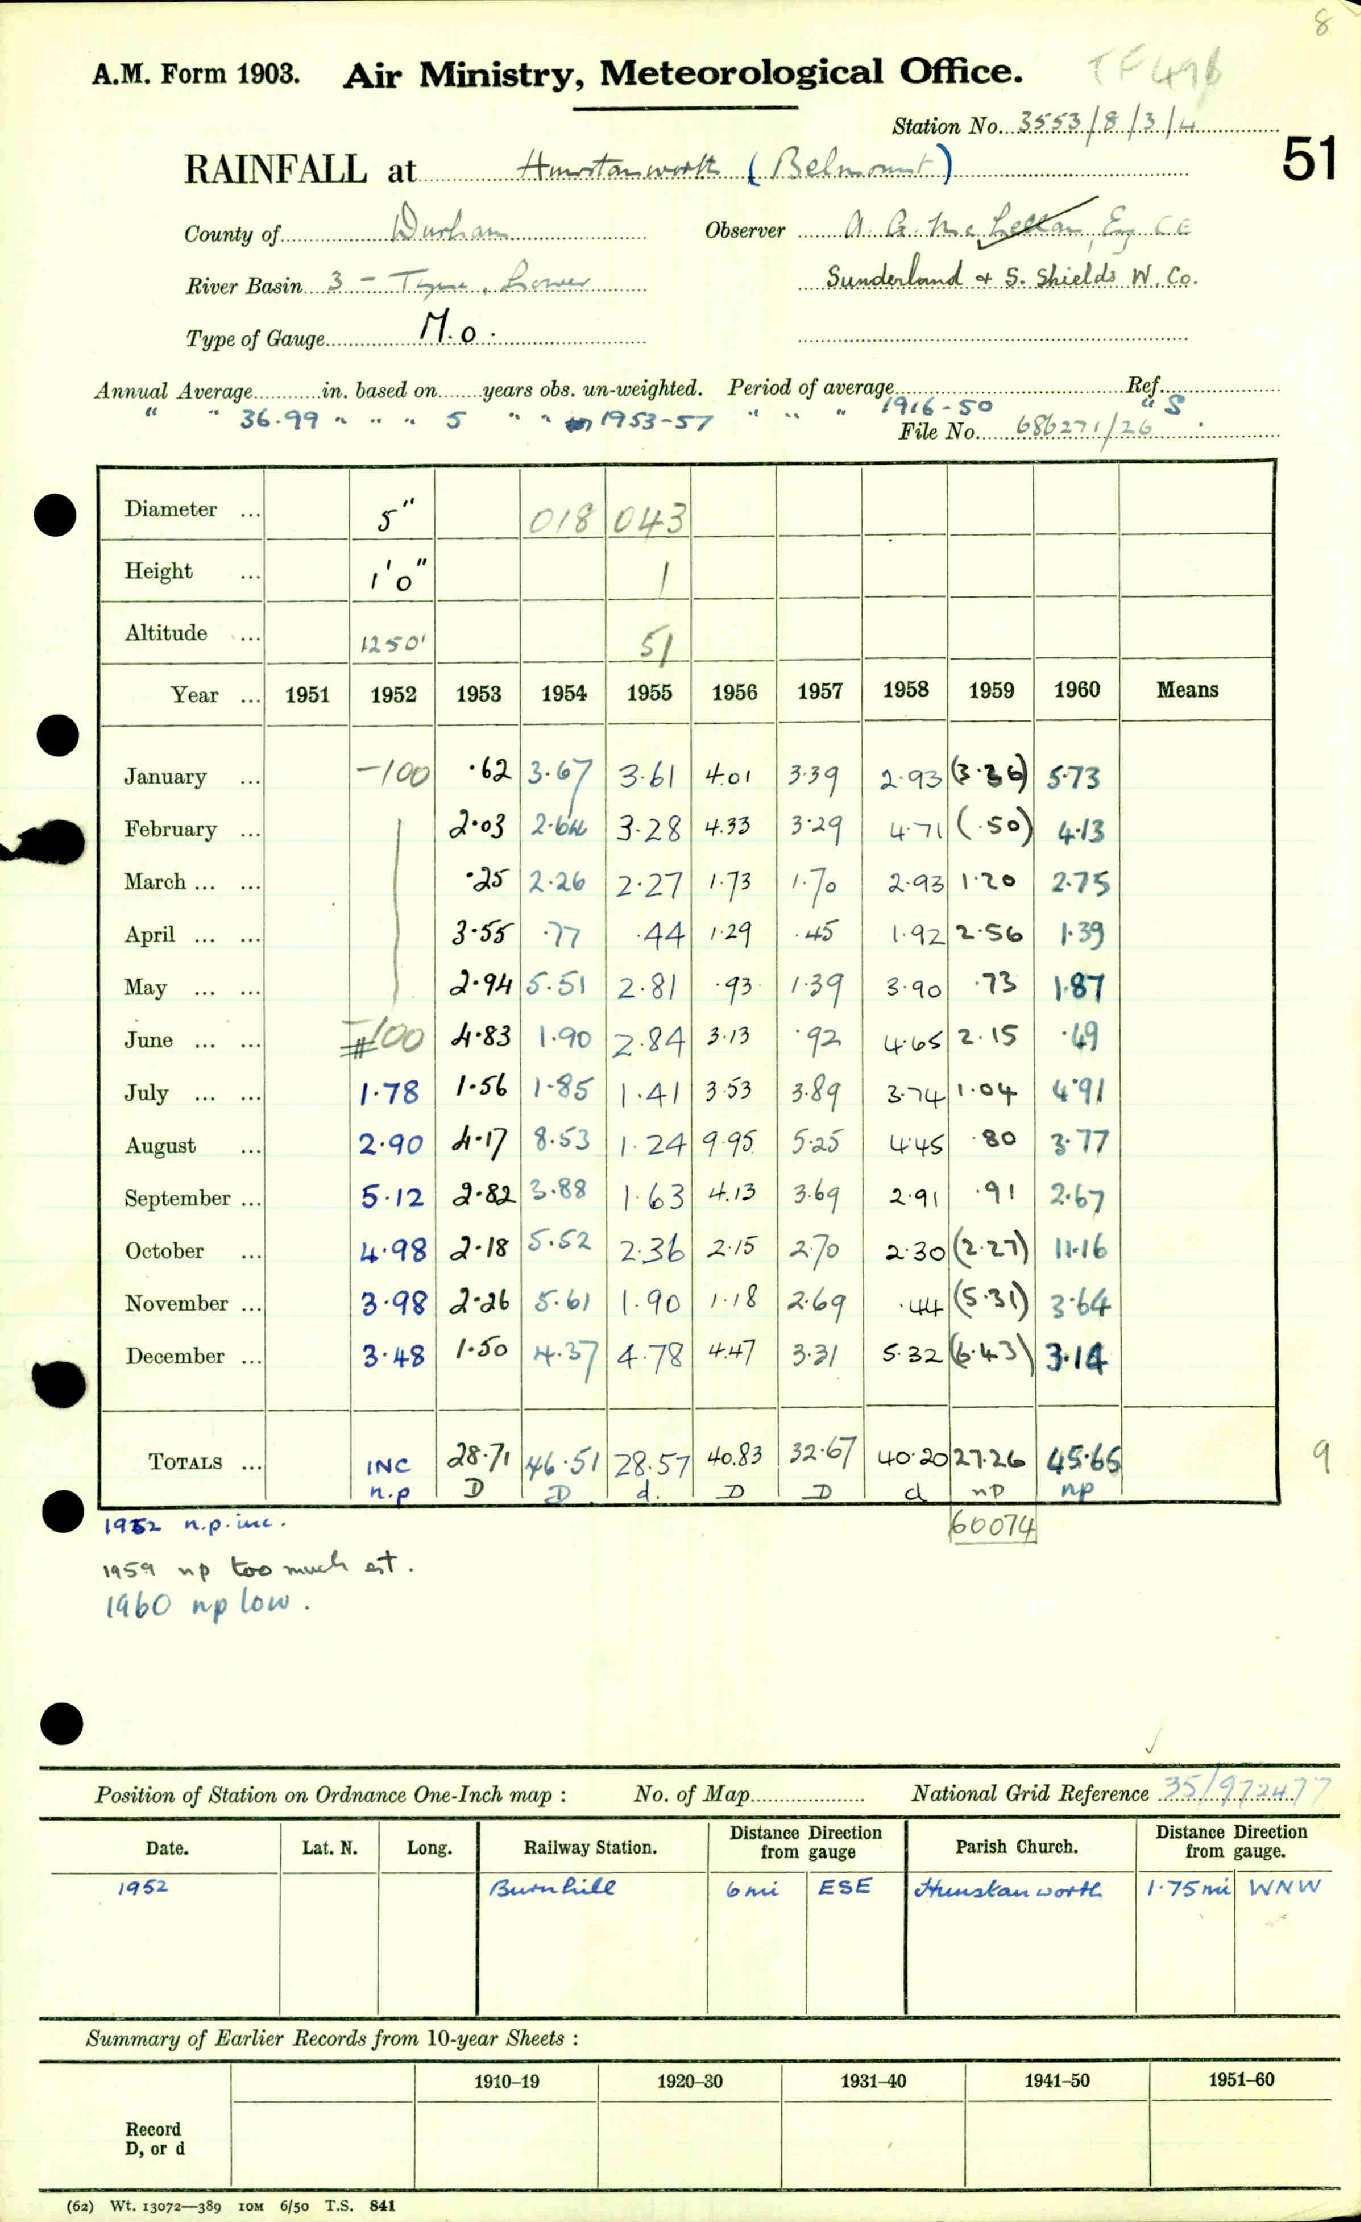 8
A.M. Form 1903. Air Ministry, Meteorological Office.
Station No. 3553/8/3/4
51
RAINFALL at Hunstanworth (Belmount)
County of Durham Observer A. G. McLellan, Esq CE
River Basin 3 - Tyne, Lower Sunderland & S. Shields W. Co.
Type of Gauge M.O.
Annual Average in. based on years obs. un-weighted. Period of average Ref.
" " 36.99 " " " 5 " " 1953-57 " " " 1916-50 " S
File No. 686271/26
Diameter ... 5" 018 043
Height ... 1'0" 1
Altitude ... 1250' 51
Year ... 1951 1952 1953 1954 1955 1956 1957 1958 1959 1960 Means
January ... -100 .62 3.67 3.61 4.01 3.39 2.93 (3.36) 5.73
February ... 2.03 2.64 3.28 4.33 3.29 4.71 (.50) 4.13
March ... ... .25 2.26 2.27 1.73 1.70 2.93 1.20 2.75
April ... ... 3.55 .77 .44 1.29 .45 1.92 2.56 1.39
May ... ... 2.94 5.51 2.81 .93 1.39 3.90 .73 1.87
June ... ... -100 4.83 1.90 2.84 3.13 .92 4.65 2.15 .49
July ... ... 1.78 1.56 1.85 1.41 3.53 3.89 3.74 1.04 4.91
August ... 2.90 4.17 8.53 1.24 9.95 5.25 4.45 .80 3.77
September ... 5.12 2.82 3.88 1.63 4.13 3.69 2.91 .91 2.67
October ... 4.98 2.18 5.52 2.36 2.15 2.70 2.30 (2.27) 11.16
November ... 3.98 2.26 5.61 1.90 1.18 2.69 .44 (5.31) 3.64
December ... 3.48 1.50 4.37 4.78 4.47 3.31 5.32 (6.43) 3.14
TOTALS ... INC 28.71 46.51 28.57 40.83 32.67 40.20 27.26 45.65
9
n.p D D d. D D d np np
1952 n.p. inc.
60074
1959 np too much est.
1960 np low.
Position of Station on Ordnance One-Inch map : No. of Map National Grid Reference 35/972477
Date. Lat. N. Long. Railway Station. Distance Direction from gauge Parish Church. Distance Direction from gauge.
1952 Burnhill 6 mi ESE Hunstanworth 1.75 mi WNW
Summary of Earlier Records from 10-year Sheets :
1910–19 1920–30 1931–40 1941–50 1951–60
Record
D, or d
(62) Wt. 13072—389 10M 6/50 T.S. 841